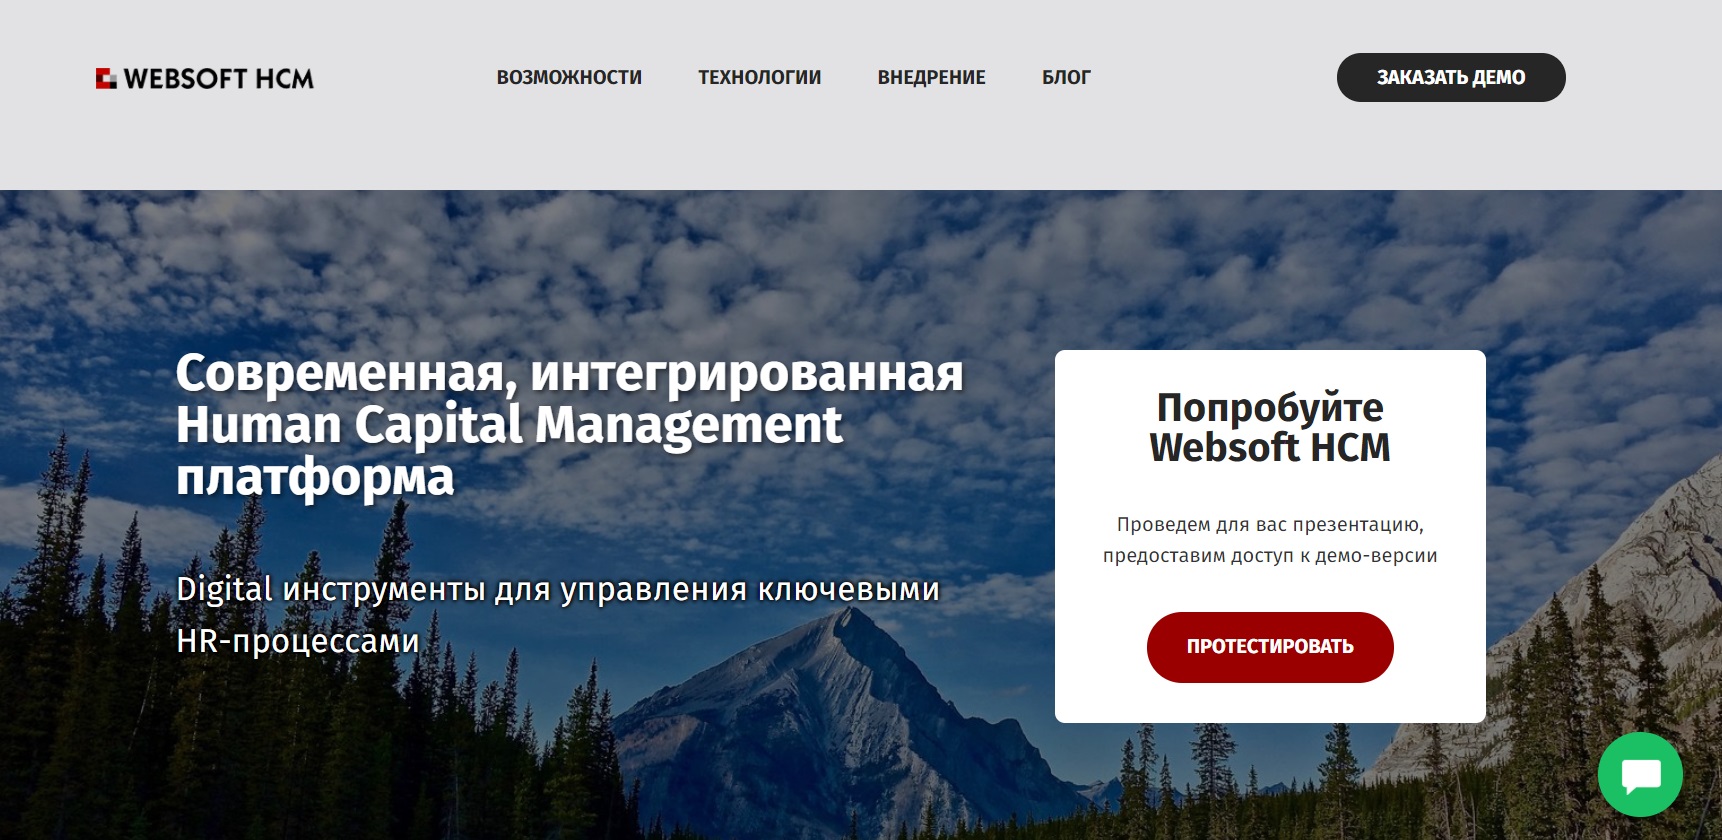 WEBSOFT HCM
ВОЗМОЖНОСТИ
ТЕХНОЛОГИИ
ВНЕДРЕНИЕ
БЛОГ
ЗАКАЗАТЬ ДЕМО
Современная, интегрированная
Human Capital Management
платформа
Digital инструменты для управления ключевыми
HR-процессами
Попробуйте
Websoft HCM
Проведем для вас презентацию,
предоставим доступ к демо-версии
ПРОТЕСТИРОВАТЬ